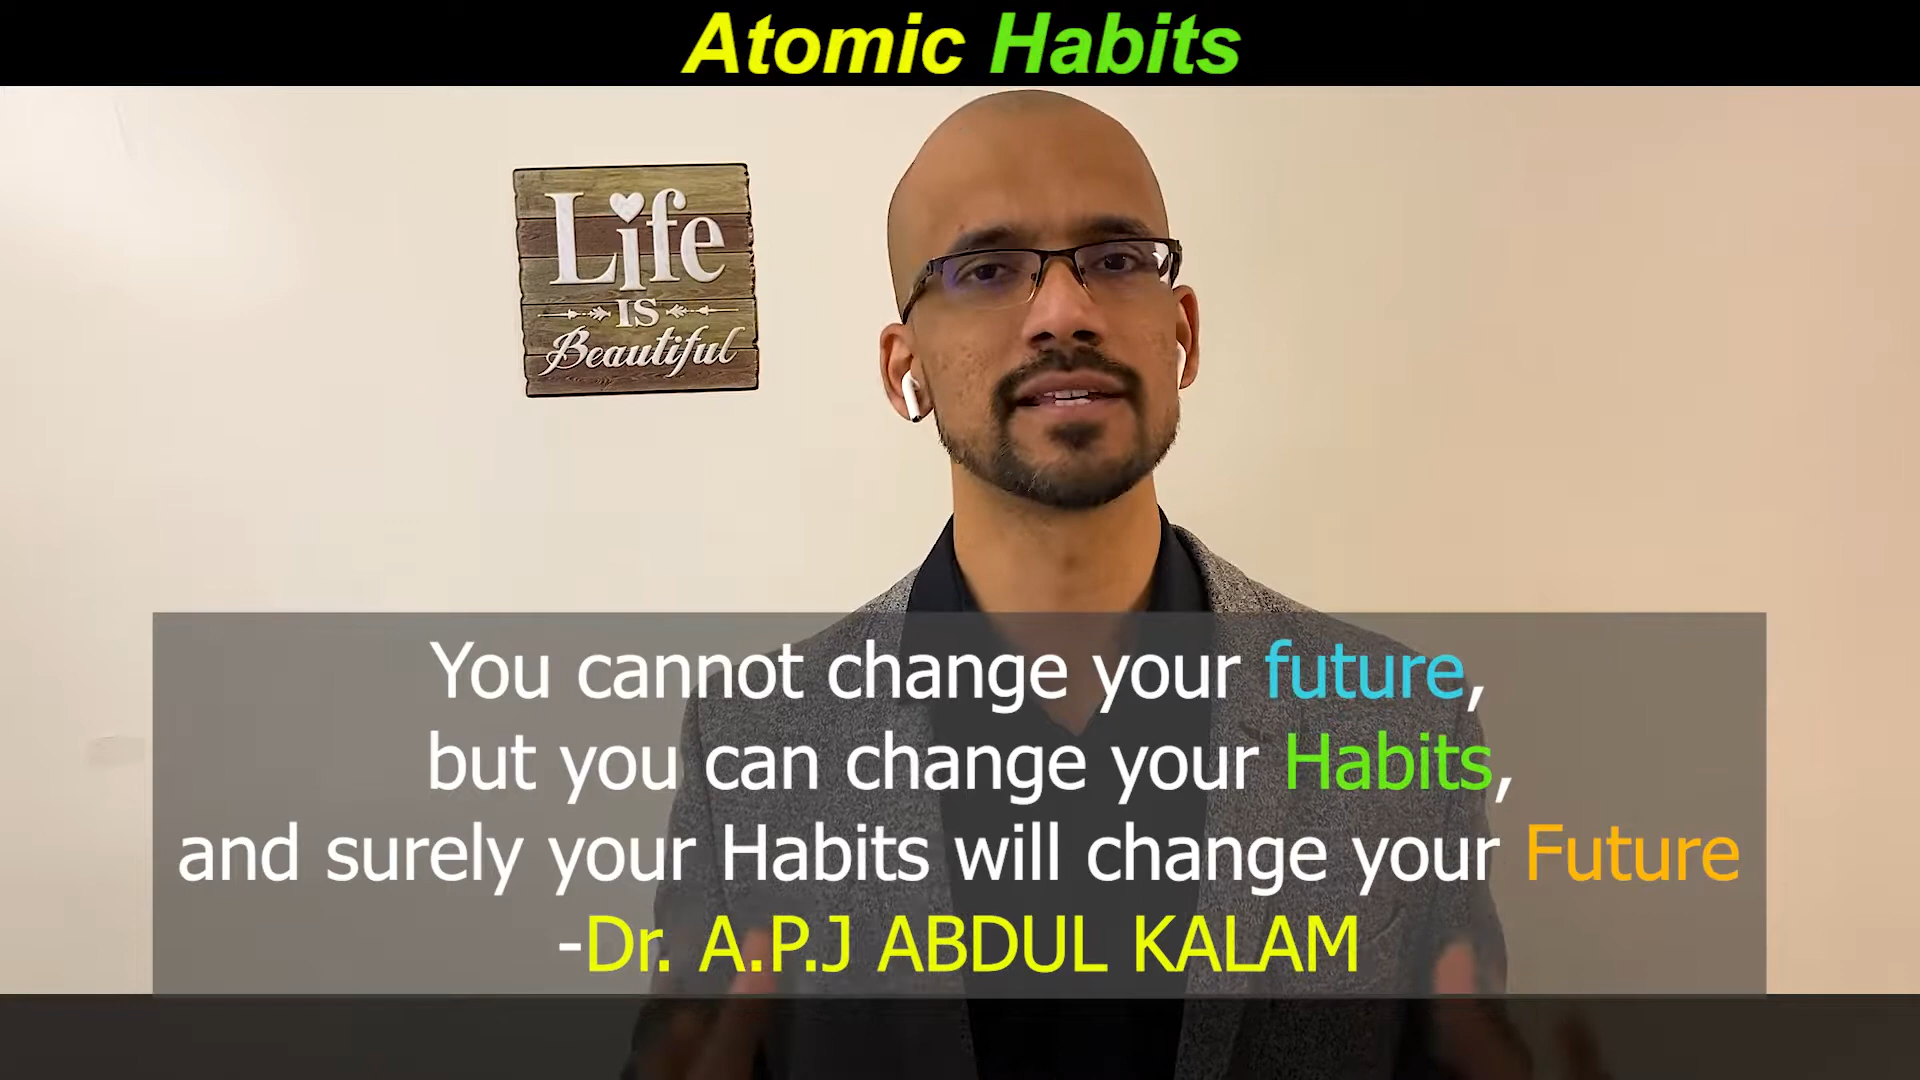 Atomic Habits
Life
IS
Beautiful
You cannot change your future,
but you can change your Habits,
and surely your Habits will change your Future
-Dr. A.P.J ABDUL KALAM